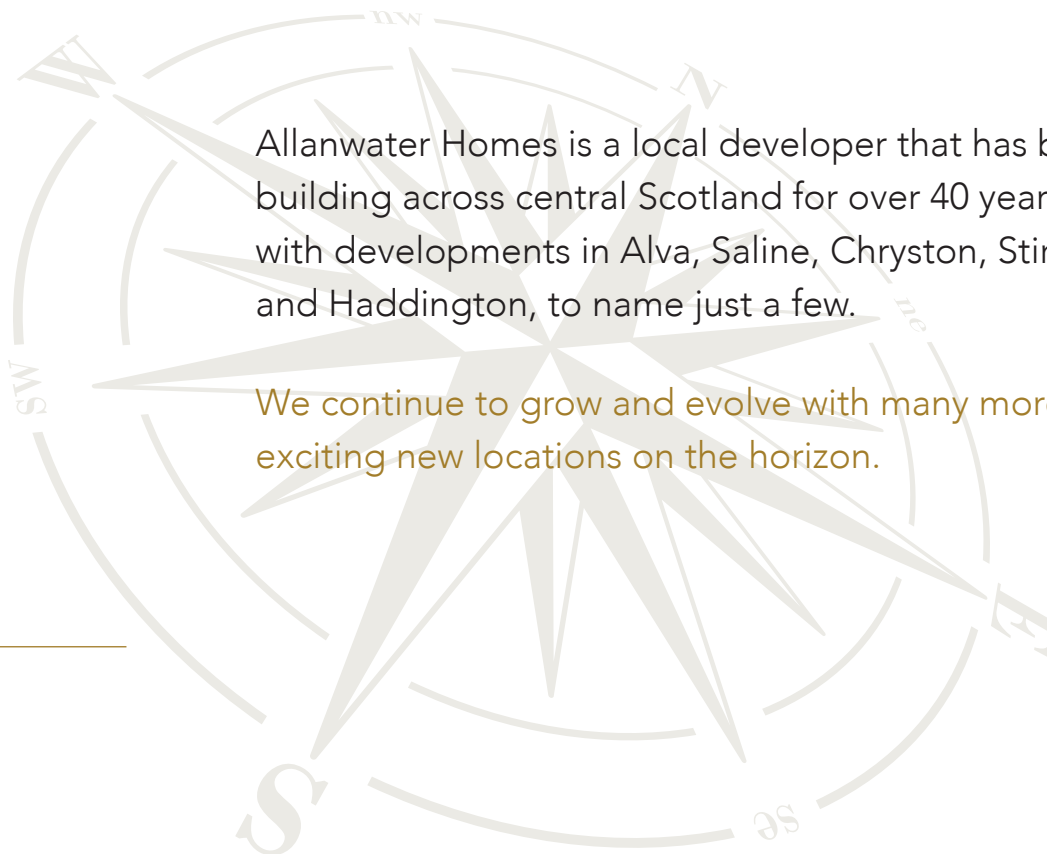 nw
W
N
Allanwater Homes is a local developer that has b
building across central Scotland for over 40 year
with developments in Alva, Saline, Chryston, Stir
and Haddington, to name just a few.
ne
sw
We continue to grow and evolve with many more
exciting new locations on the horizon.
E
S
se